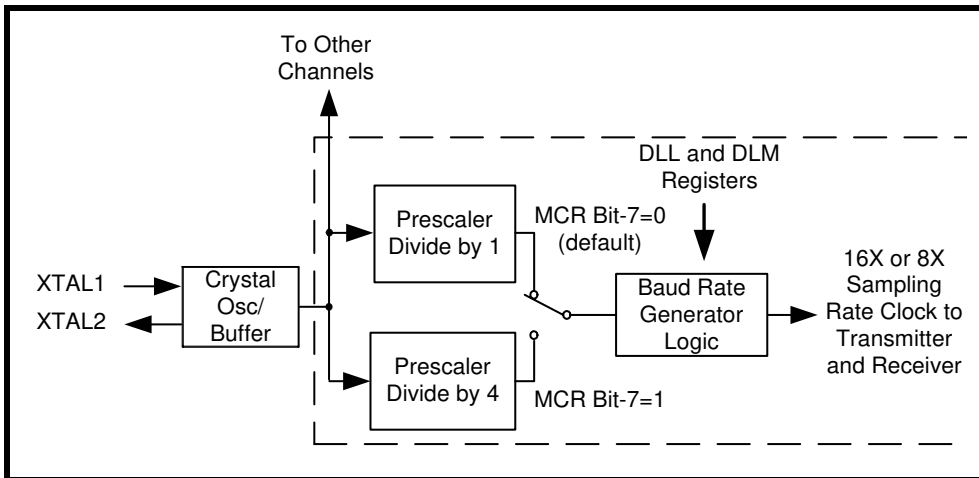 To Other
Channels
DLL and DLM
Registers
Prescaler
Divide by 1
MCR Bit-7=0
(default)
XTAL1
XTAL2
Crystal
Osc/
Buffer
Baud Rate
Generator
Logic
16X or 8X
Sampling
Rate Clock to
Transmitter
and Receiver
Prescaler
Divide by 4
MCR Bit-7=1